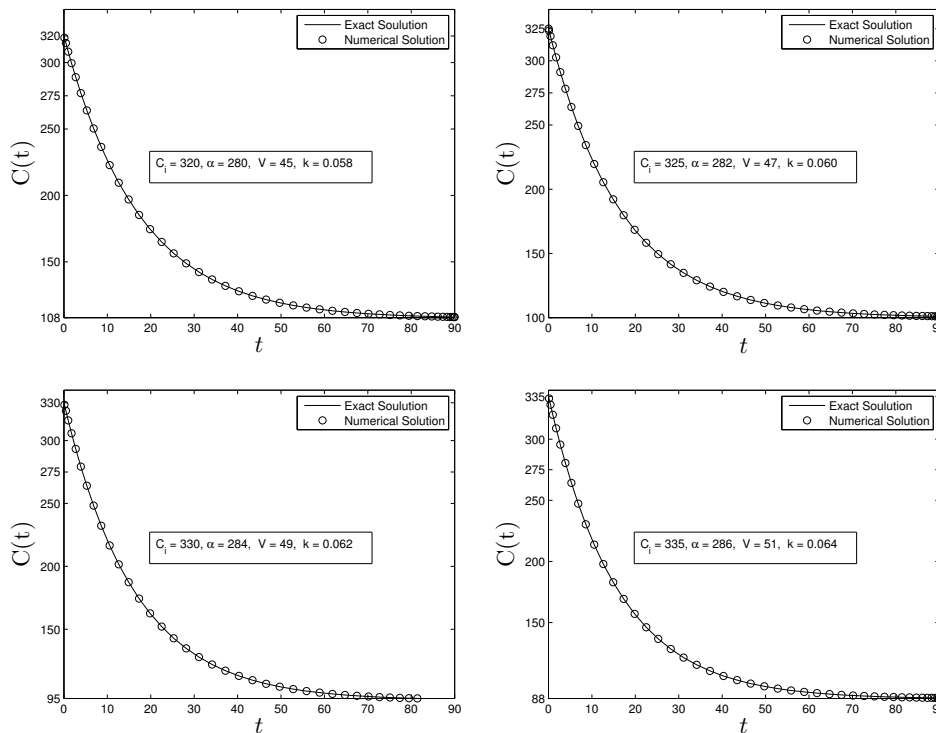 Exact Soulution
Numerical Solution
C_i = 320, α = 280, V = 45, k = 0.058
320
300
275
250
200
150
108
C(t)
0 10 20 30 40 50 60 70 80 90
t
Exact Soulution
Numerical Solution
C_i = 325, α = 282, V = 47, k = 0.060
325
300
275
250
200
150
100
C(t)
0 10 20 30 40 50 60 70 80 90
t
Exact Soulution
Numerical Solution
C_i = 330, α = 284, V = 49, k = 0.062
330
300
275
250
200
150
95
C(t)
0 10 20 30 40 50 60 70 80 90
t
Exact Soulution
Numerical Solution
C_i = 335, α = 286, V = 51, k = 0.064
335
300
275
250
200
150
88
C(t)
0 10 20 30 40 50 60 70 80 90
t